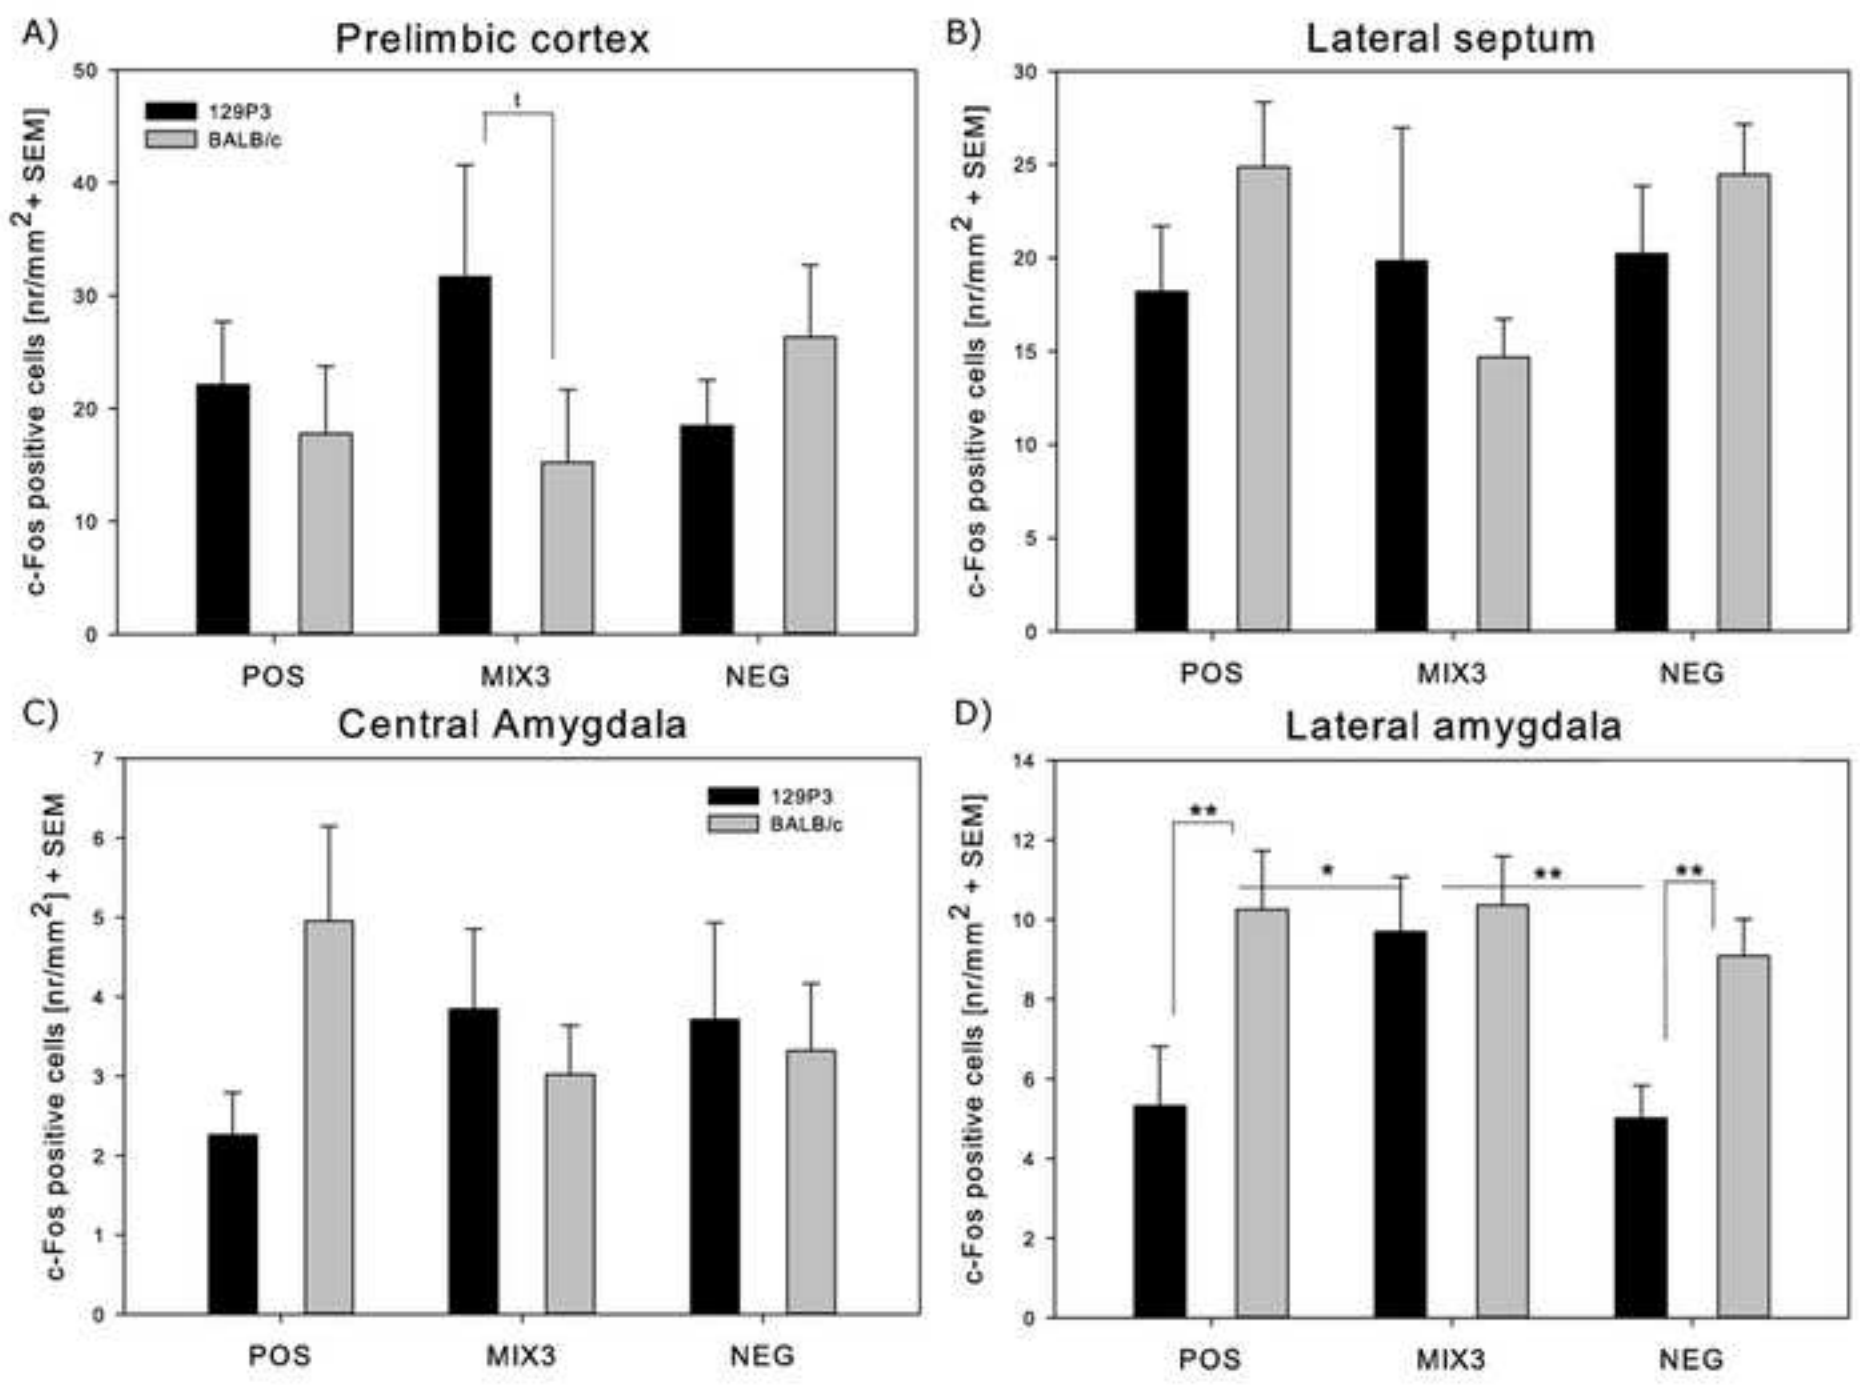 A)
Prelimbic cortex
c-Fos positive cells [nr/mm2 + SEM]
50
40
30
20
10
0
129P3
BALB/c
t
POS
MIX3
NEG
B)
Lateral septum
c-Fos positive cells [nr/mm2 + SEM]
30
25
20
15
10
5
0
POS
MIX3
NEG
C)
Central Amygdala
c-Fos positive cells [nr/mm2] + SEM
7
6
5
4
3
2
1
0
129P3
BALB/c
POS
MIX3
NEG
D)
Lateral amygdala
c-Fos positive cells [nr/mm2 + SEM]
14
12
10
8
6
4
2
0
**
*
**
**
POS
MIX3
NEG